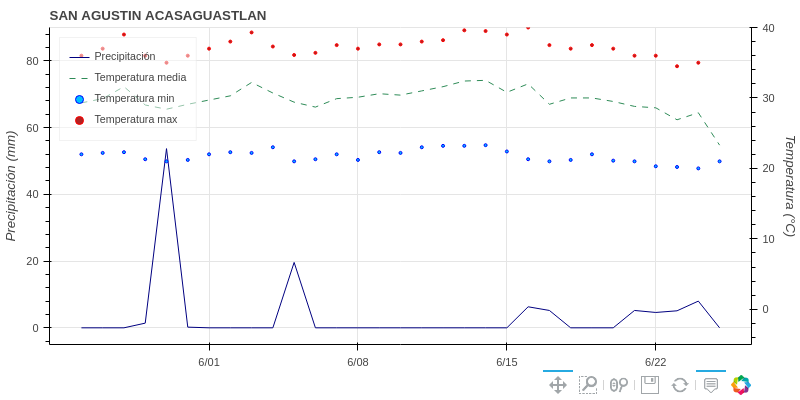 SAN AGUSTIN ACASAGUASTLAN
Precipitación
Temperatura media
Temperatura min
Temperatura max
Precipitación (mm)
80
60
40
20
0
Temperatura (°C)
40
30
20
10
0
6/01
6/08
6/15
6/22